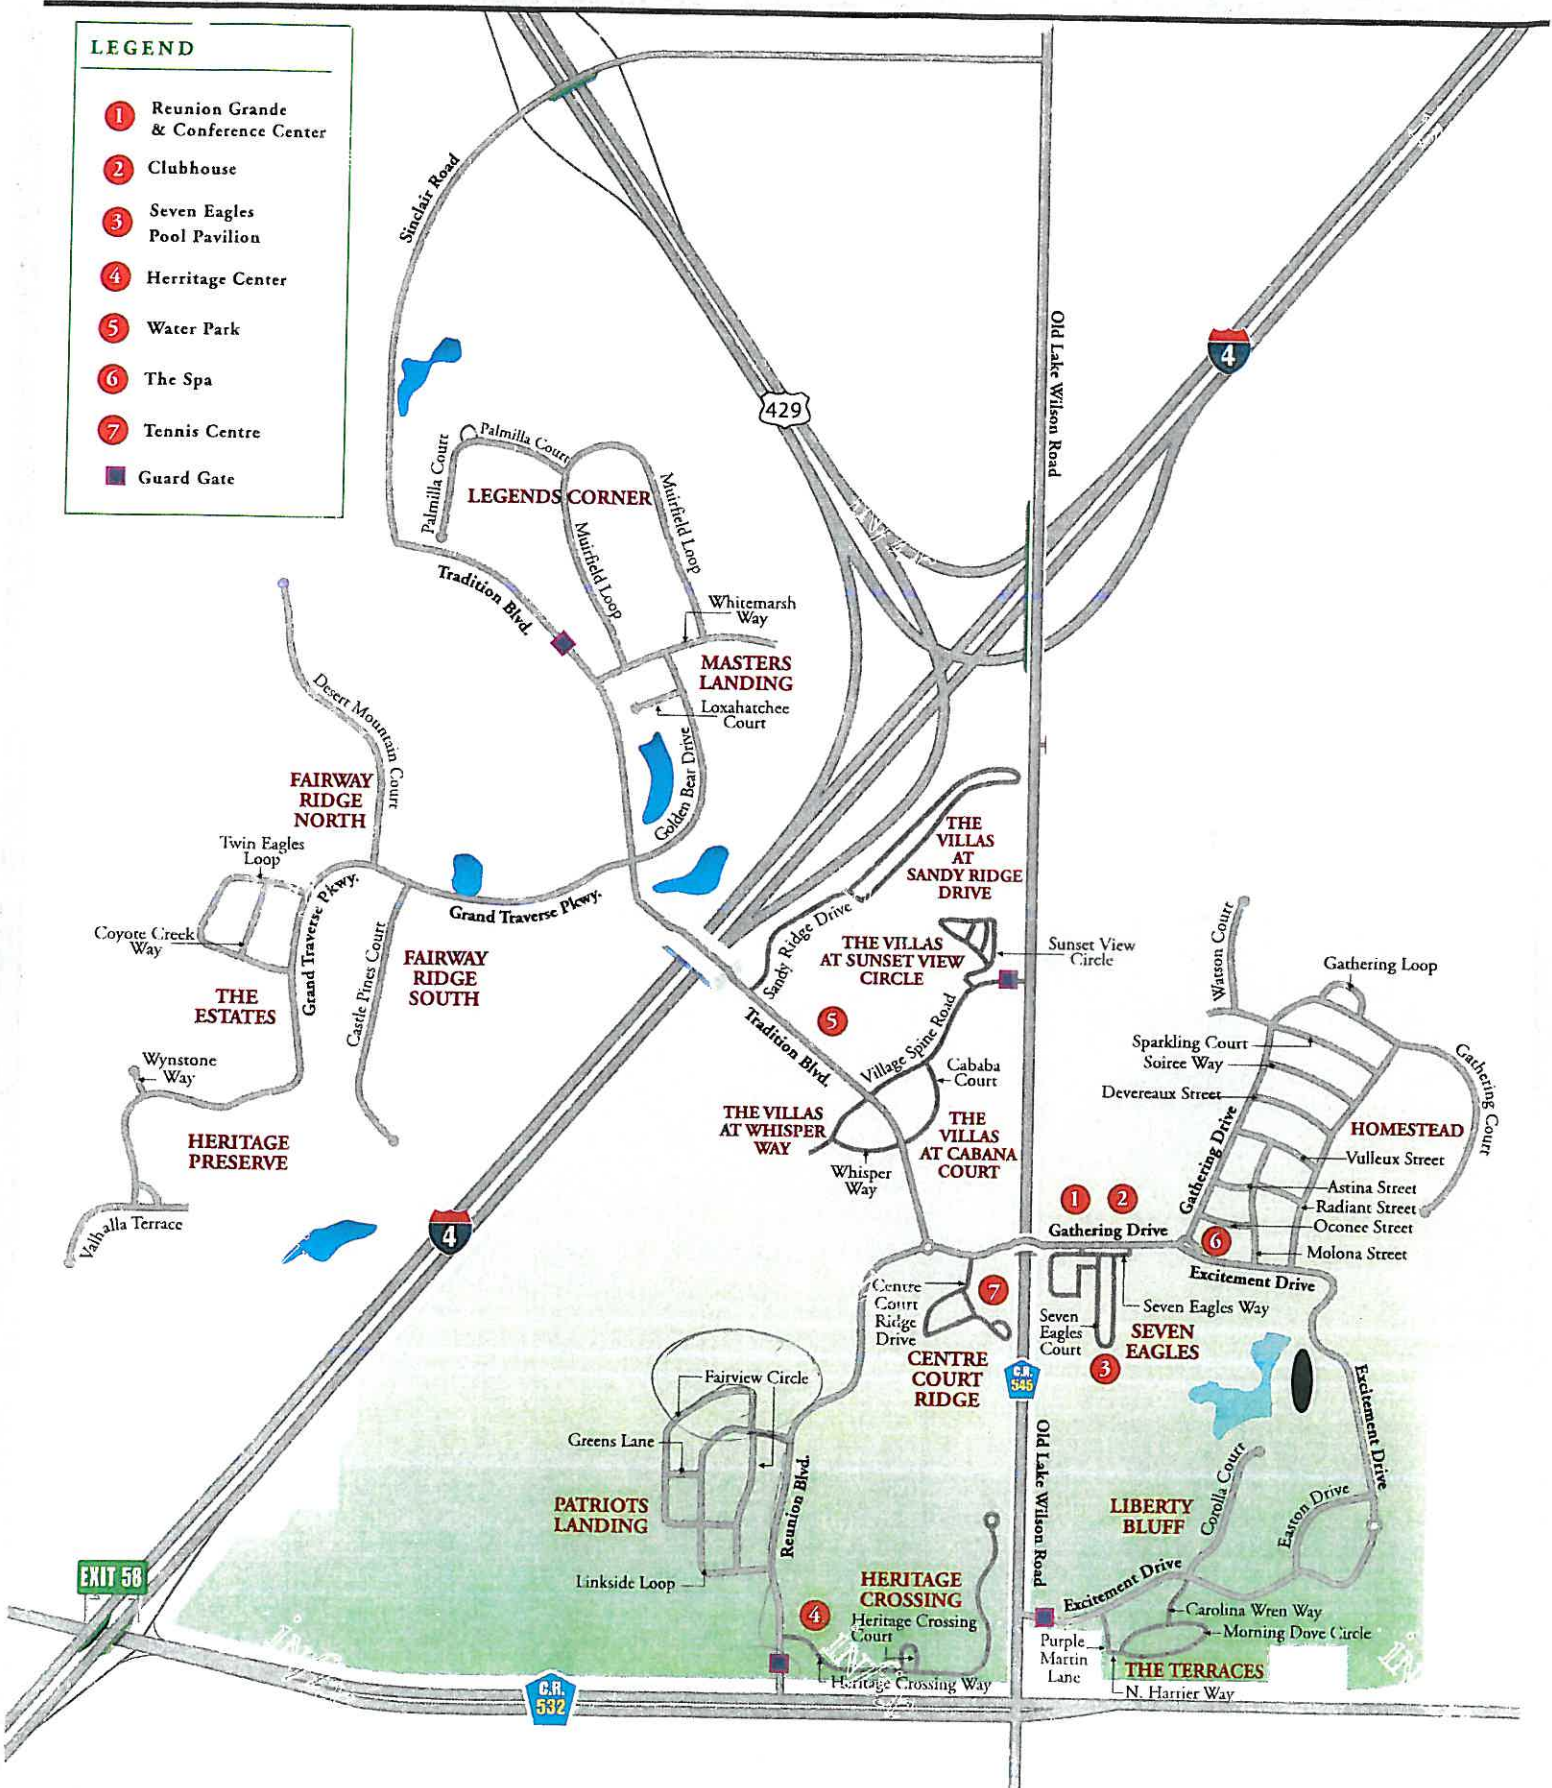 LEGEND
1 Reunion Grande
& Conference Center
2 Clubhouse
3 Seven Eagles
Pool Pavilion
4 Herritage Center
5 Water Park
6 The Spa
7 Tennis Centre
Guard Gate
Sinclair Road
429
4
Old Lake Wilson Road
Palmilla Court
Palmilla Court
LEGENDS CORNER
Muirfield Loop
Muirfield Loop
Tradition Blvd.
Whitemarsh
Way
MASTERS
LANDING
Loxahatchee
Court
Golden Bear Drive
Desert Mountain Court
FAIRWAY
RIDGE
NORTH
Twin Eagles
Loop
Grand Traverse Pkwy.
Grand Traverse Pkwy.
Coyote Creek
Way
THE
ESTATES
Castle Pines Court
FAIRWAY
RIDGE
SOUTH
Wynstone
Way
HERITAGE
PRESERVE
Valhalla Terrace
4
THE
VILLAS
AT
SANDY RIDGE
DRIVE
Sandy Ridge Drive
THE VILLAS
AT SUNSET VIEW
CIRCLE
Sunset View
Circle
5
Tradition Blvd.
Village Spine Road
Cababa
Court
THE VILLAS
AT WHISPER
WAY
THE
VILLAS
AT CABANA
COURT
Whisper
Way
Watson Court
Gathering Loop
Sparkling Court
Soiree Way
Devereaux Street
Gathering Court
HOMESTEAD
Gathering Drive
Vulleux Street
Astina Street
Radiant Street
Oconee Street
Molona Street
1
2
Gathering Drive
6
Excitement Drive
Centre
Court
Ridge
Drive
7
Seven
Eagles
Court
Seven Eagles Way
SEVEN
EAGLES
3
CENTRE
COURT
RIDGE
C.R.
545
Fairview Circle
Greens Lane
PATRIOTS
LANDING
Reunion Blvd.
Linkside Loop
Old Lake Wilson Road
Excitement Drive
LIBERTY
BLUFF
Corolla Court
Easton Drive
Excitement Drive
HERITAGE
CROSSING
4
Heritage Crossing
Court
Heritage Crossing Way
Carolina Wren Way
Morning Dove Circle
Purple
Martin
Lane
THE TERRACES
N. Harrier Way
EXIT 58
C.R.
532